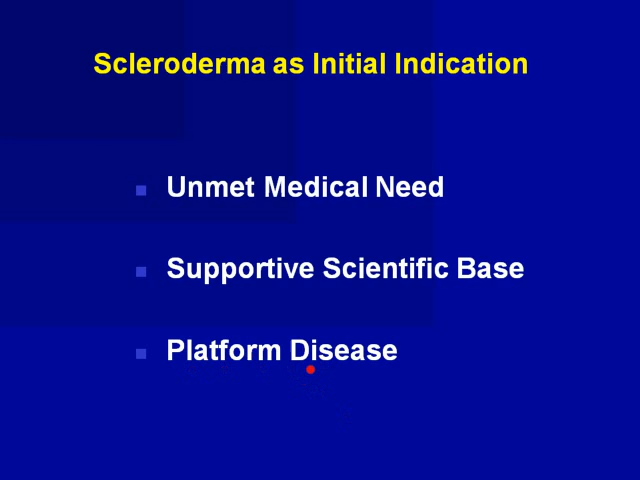 Scleroderma as Initial Indication
Unmet Medical Need
Supportive Scientific Base
Platform Disease